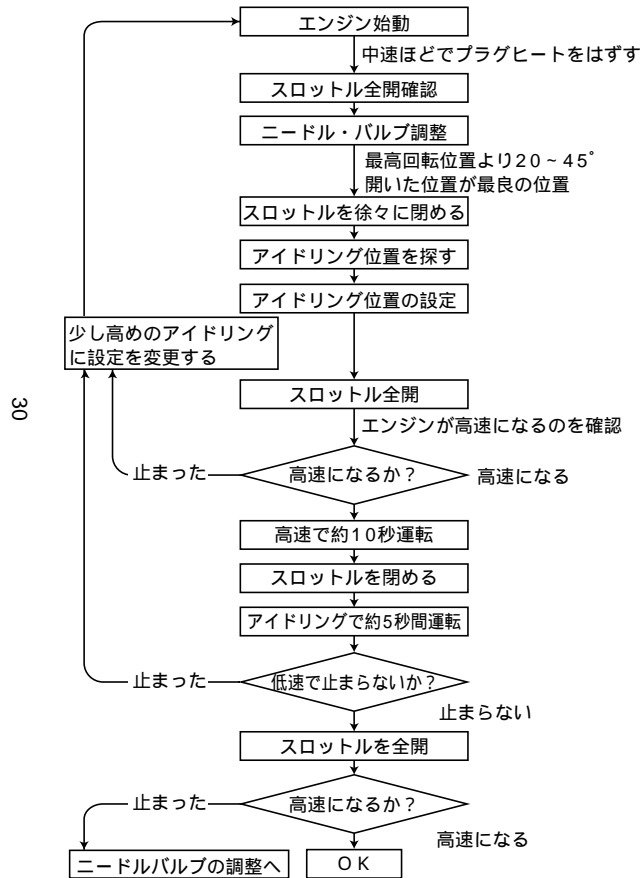 エンジン始動
中速ほどでプラグヒートをはずす
スロットル全開確認
ニードル・バルブ調整
最高回転位置より20~45°
開いた位置が最良の位置
スロットルを徐々に閉める
アイドリング位置を探す
アイドリング位置の設定
少し高めのアイドリング
に設定を変更する
スロットル全開
エンジンが高速になるのを確認
止まった
高速になるか?
高速になる
高速で約10秒運転
スロットルを閉める
アイドリングで約5秒間運転
止まった
低速で止まらないか?
止まらない
スロットルを全開
止まった
高速になるか?
高速になる
ニードルバルブの調整へ
OK
30